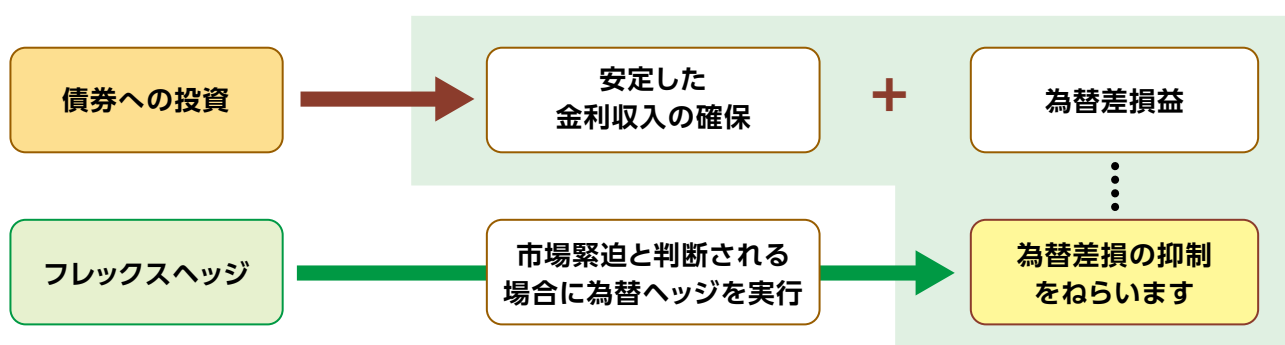 債券への投資
安定した
金利収入の確保
+
為替差損益
フレックスヘッジ
市場緊迫と判断される
場合に為替ヘッジを実行
為替差損の抑制
をねらいます